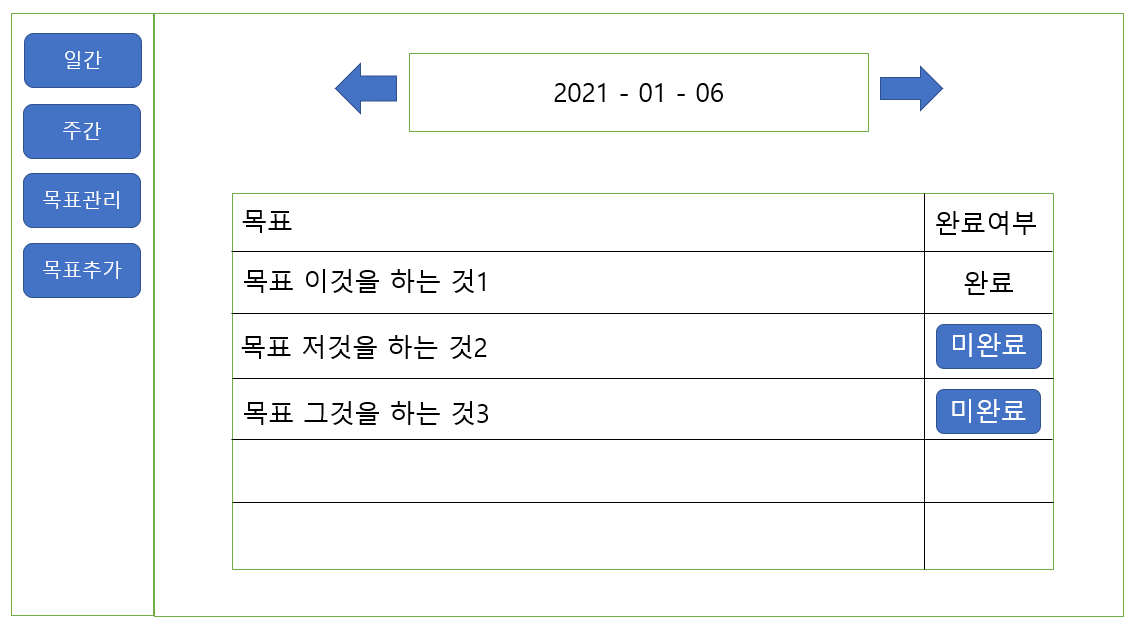 일간
주간
목표관리
목표추가
2021 - 01 - 06
목표 완료여부
목표 이것을 하는 것1 완료
목표 저것을 하는 것2 미완료
목표 그것을 하는 것3 미완료